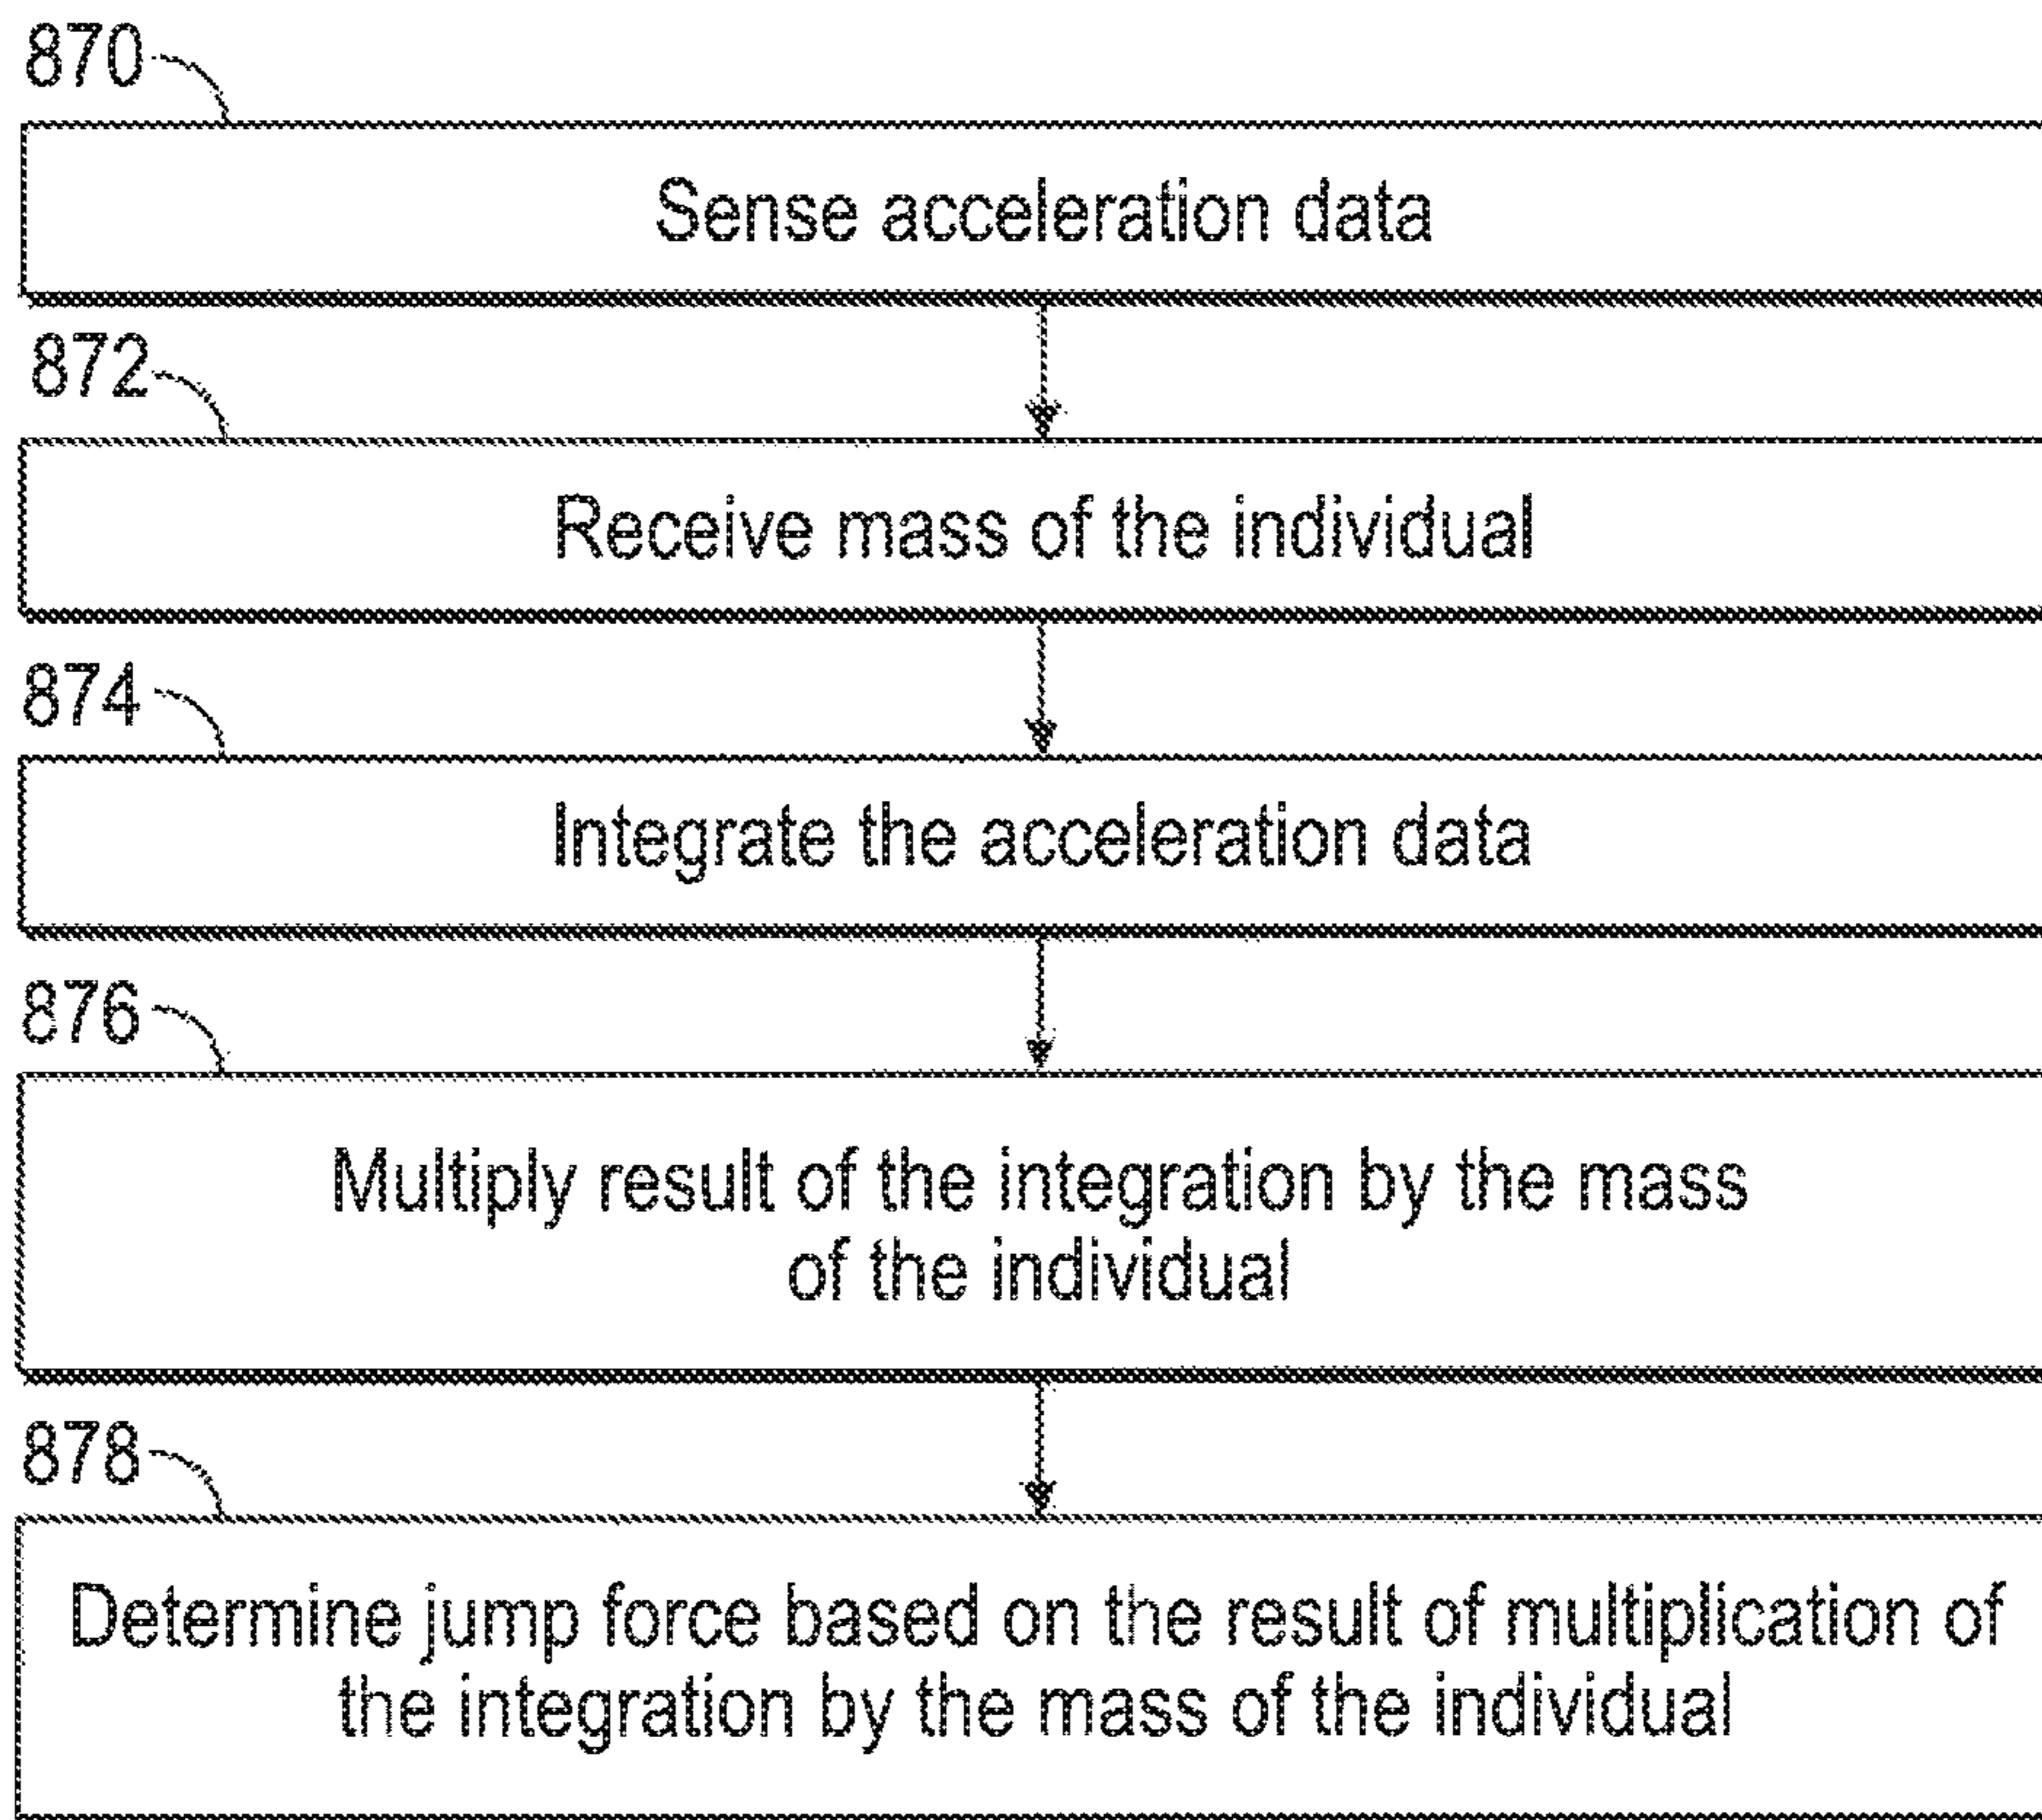 870
Sense acceleration data
872
Receive mass of the individual
874
Integrate the acceleration data
876
Multiply result of the integration by the mass
of the individual
878
Determine jump force based on the result of multiplication of
the integration by the mass of the individual